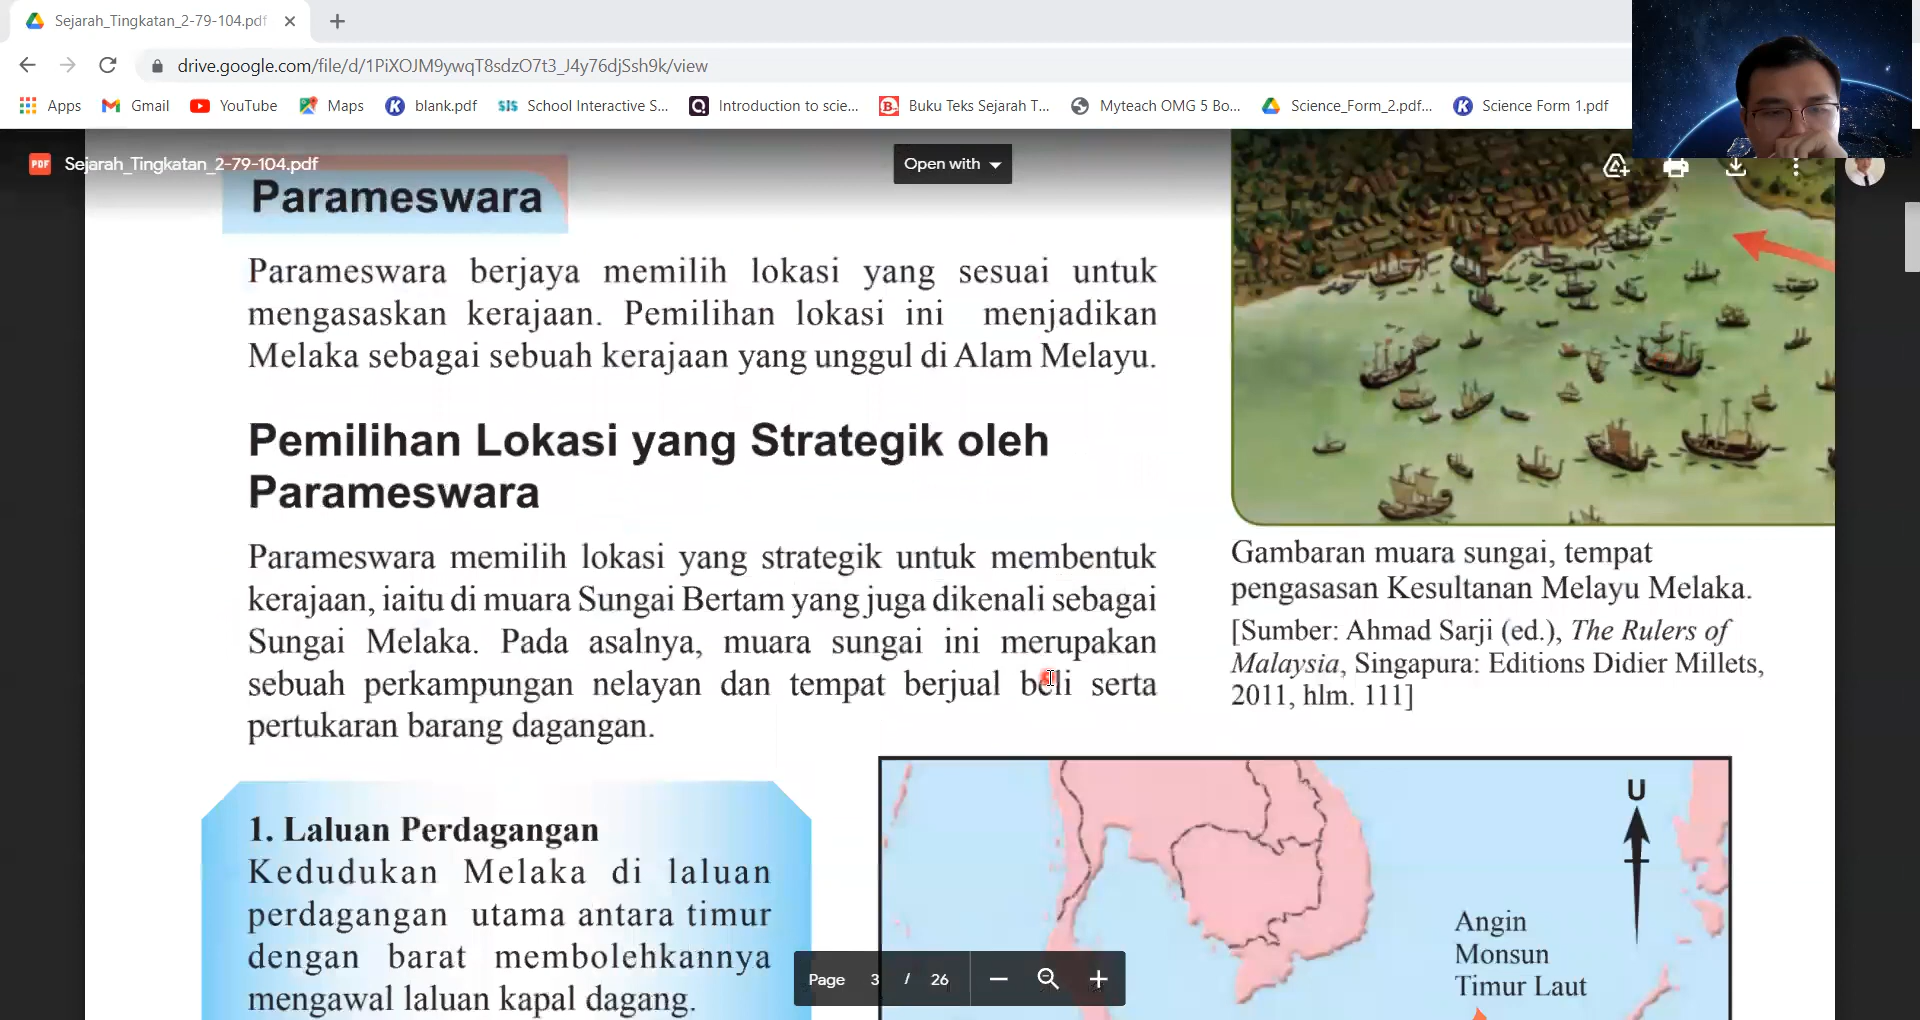 Sejarah_Tingkatan_2-79-104.pdf
drive.google.com/file/d/1PiXOJM9ywqT8sdzO7t3_J4y76djSsh9k/view
Apps Gmail YouTube Maps blank.pdf School Interactive S... Introduction to scie... Buku Teks Sejarah T... Myteach OMG 5 Bo... Science_Form_2.pdf... Science Form 1.pdf
PDF Sejarah_Tingkatan_2-79-104.pdf
Open with
Parameswara
Parameswara berjaya memilih lokasi yang sesuai untuk
mengasaskan kerajaan. Pemilihan lokasi ini menjadikan
Melaka sebagai sebuah kerajaan yang unggul di Alam Melayu.
Pemilihan Lokasi yang Strategik oleh
Parameswara
Parameswara memilih lokasi yang strategik untuk membentuk
kerajaan, iaitu di muara Sungai Bertam yang juga dikenali sebagai
Sungai Melaka. Pada asalnya, muara sungai ini merupakan
sebuah perkampungan nelayan dan tempat berjual beli serta
pertukaran barang dagangan.
Gambaran muara sungai, tempat
pengasasan Kesultanan Melayu Melaka.
[Sumber: Ahmad Sarji (ed.), The Rulers of
Malaysia, Singapura: Editions Didier Millets,
2011, hlm. 111]
1. Laluan Perdagangan
Kedudukan Melaka di laluan
perdagangan utama antara timur
dengan barat membolehkannya
mengawal laluan kapal dagang.
U
Angin
Monsun
Timur Laut
Page 3 / 26